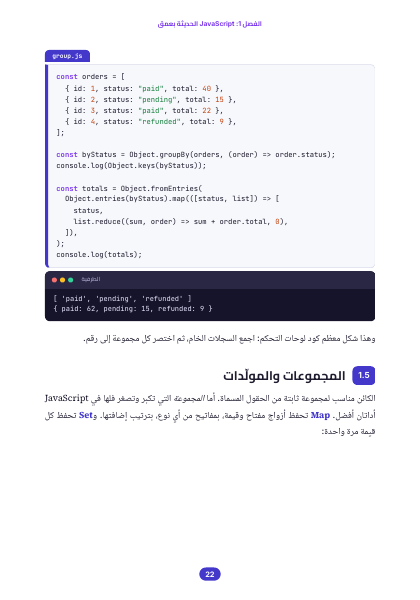 الفصل 1: JavaScript الحديثة بعمق
group.js
const orders = [
  { id: 1, status: "paid", total: 40 },
  { id: 2, status: "pending", total: 15 },
  { id: 3, status: "paid", total: 22 },
  { id: 4, status: "refunded", total: 9 },
];

const byStatus = Object.groupBy(orders, (order) => order.status);
console.log(Object.keys(byStatus));

const totals = Object.fromEntries(
  Object.entries(byStatus).map(([status, list]) => [
    status,
    list.reduce((sum, order) => sum + order.total, 0),
  ]),
);
console.log(totals);
الطرفية
[ 'paid', 'pending', 'refunded' ]
{ paid: 62, pending: 15, refunded: 9 }
وهذا شكل معظم كود لوحات التحكم: اجمع السجلات الخام، ثم اختصر كل مجموعة إلى رقم.
1.5 المجموعات والمولّدات
الكائن مناسب لمجموعة ثابتة من الحقول المسماة. أما المجموعة التي تكبر وتصغر فلها في JavaScript
أداتان أفضل. Map تحفظ أزواج مفتاح وقيمة، بمفاتيح من أي نوع، بترتيب إضافتها. وSet تحفظ كل
قيمة مرة واحدة:
22